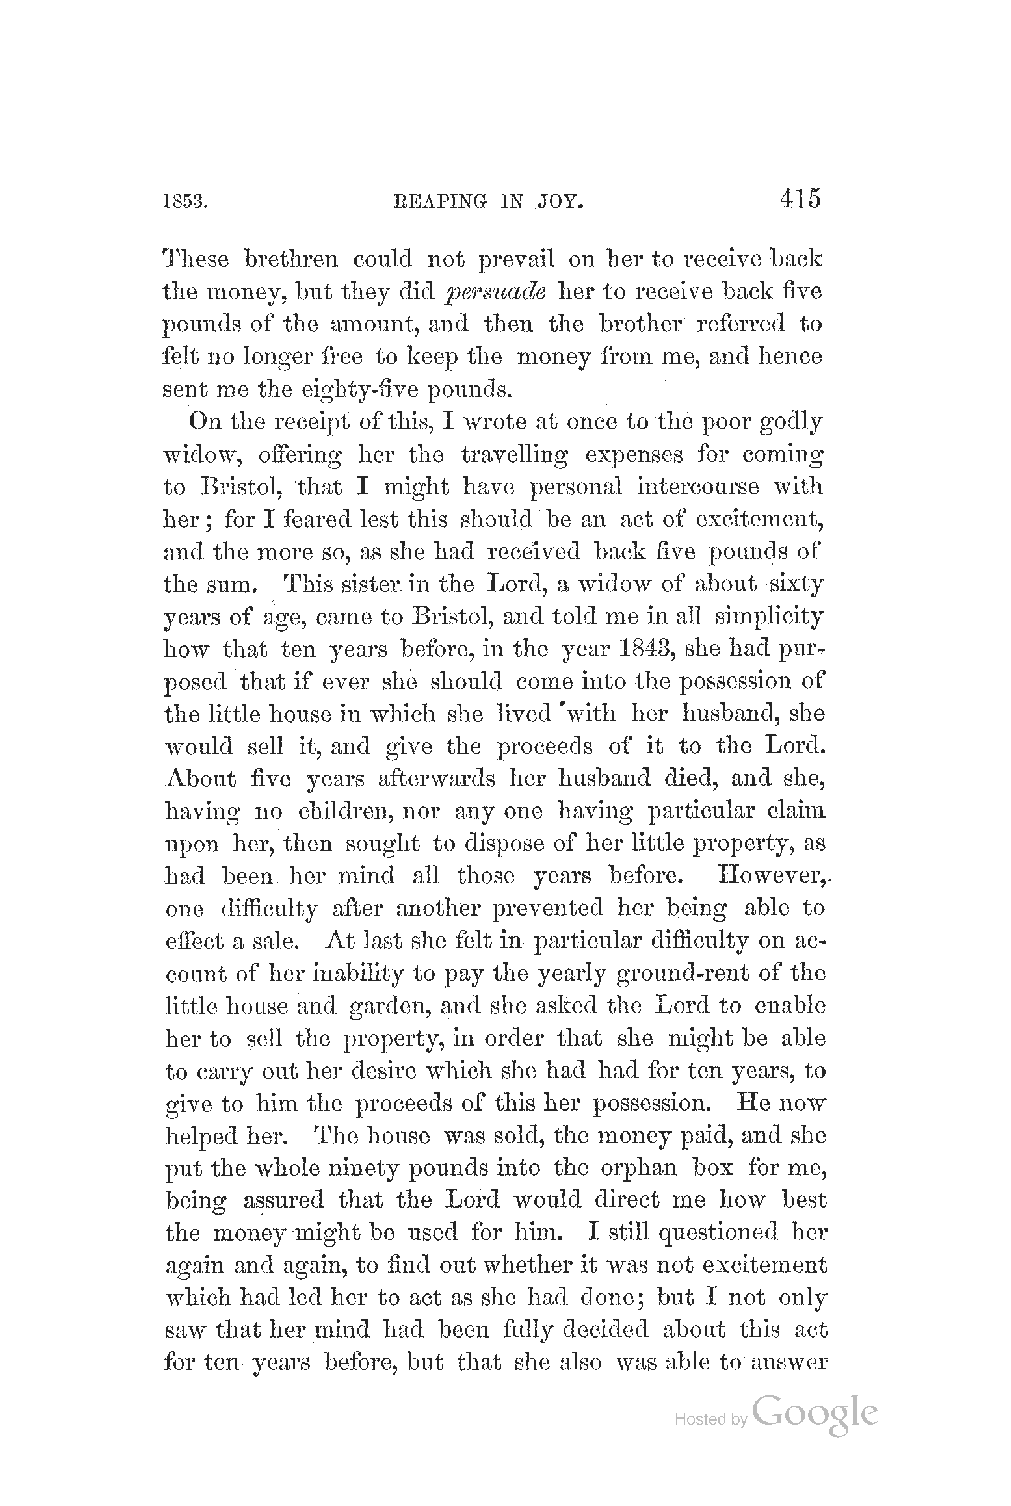 1853. REAPING IN JOY. 415
These brethren could not prevail on her to receive back
the money, but they did persuade her to receive back five
pounds of the amount, and then the brother referred to
felt no longer free to keep the money from me, and hence
sent me the eighty-five pounds.
On the receipt of this, I wrote at once to the poor godly
widow, offering her the travelling expenses for coming
to Bristol, that I might have personal intercourse with
her; for I feared lest this should be an act of excitement,
and the more so, as she had received back five pounds of
the sum. This sister in the Lord, a widow of about sixty
years of age, came to Bristol, and told me in all simplicity
how that ten years before, in the year 1843, she had pur-
posed that if ever she should come into the possession of
the little house in which she lived with her husband, she
would sell it, and give the proceeds of it to the Lord.
About five years afterwards her husband died, and she,
having no children, nor any one having particular claim
upon her, then sought to dispose of her little property, as
had been her mind all those years before. However,
one difficulty after another prevented her being able to
effect a sale. At last she felt in particular difficulty on ac-
count of her inability to pay the yearly ground-rent of the
little house and garden, and she asked the Lord to enable
her to sell the property, in order that she might be able
to carry out her desire which she had had for ten years, to
give to him the proceeds of this her possession. He now
helped her. The house was sold, the money paid, and she
put the whole ninety pounds into the orphan box for me,
being assured that the Lord would direct me how best
the money might be used for him. I still questioned her
again and again, to find out whether it was not excitement
which had led her to act as she had done; but I not only
saw that her mind had been fully decided about this act
for ten years before, but that she also was able to answer
Hosted by Google